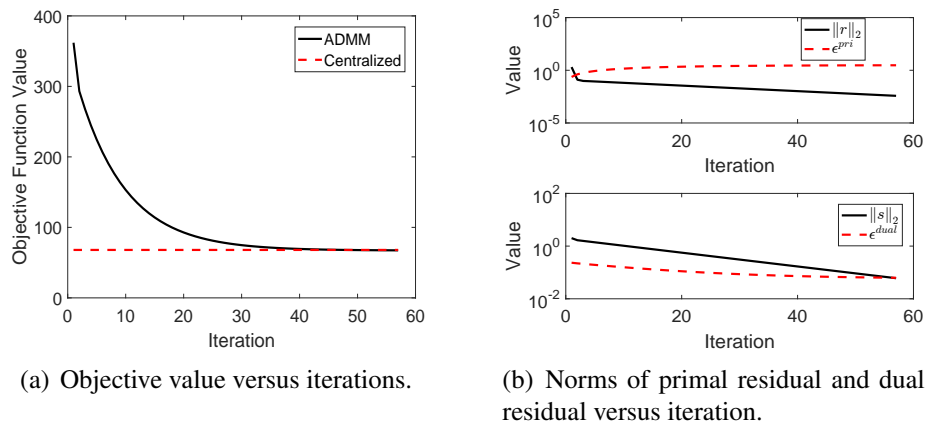 400
300
200
100
0
Objective Function Value
0 10 20 30 40 50 60
Iteration
ADMM
Centralized
(a) Objective value versus iterations.
10^5
10^0
10^-5
Value
0 20 40 60
Iteration
‖r‖_2
ϵ^pri
10^2
10^0
10^-2
Value
0 20 40 60
Iteration
‖s‖_2
ϵ^dual
(b) Norms of primal residual and dual
residual versus iteration.